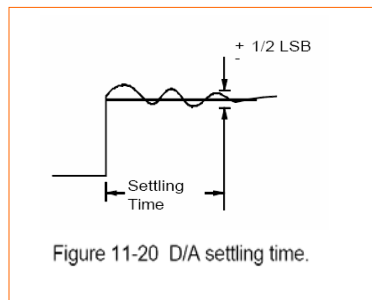 + 1/2 LSB
-
Settling
Time
Figure 11-20 D/A settling time.